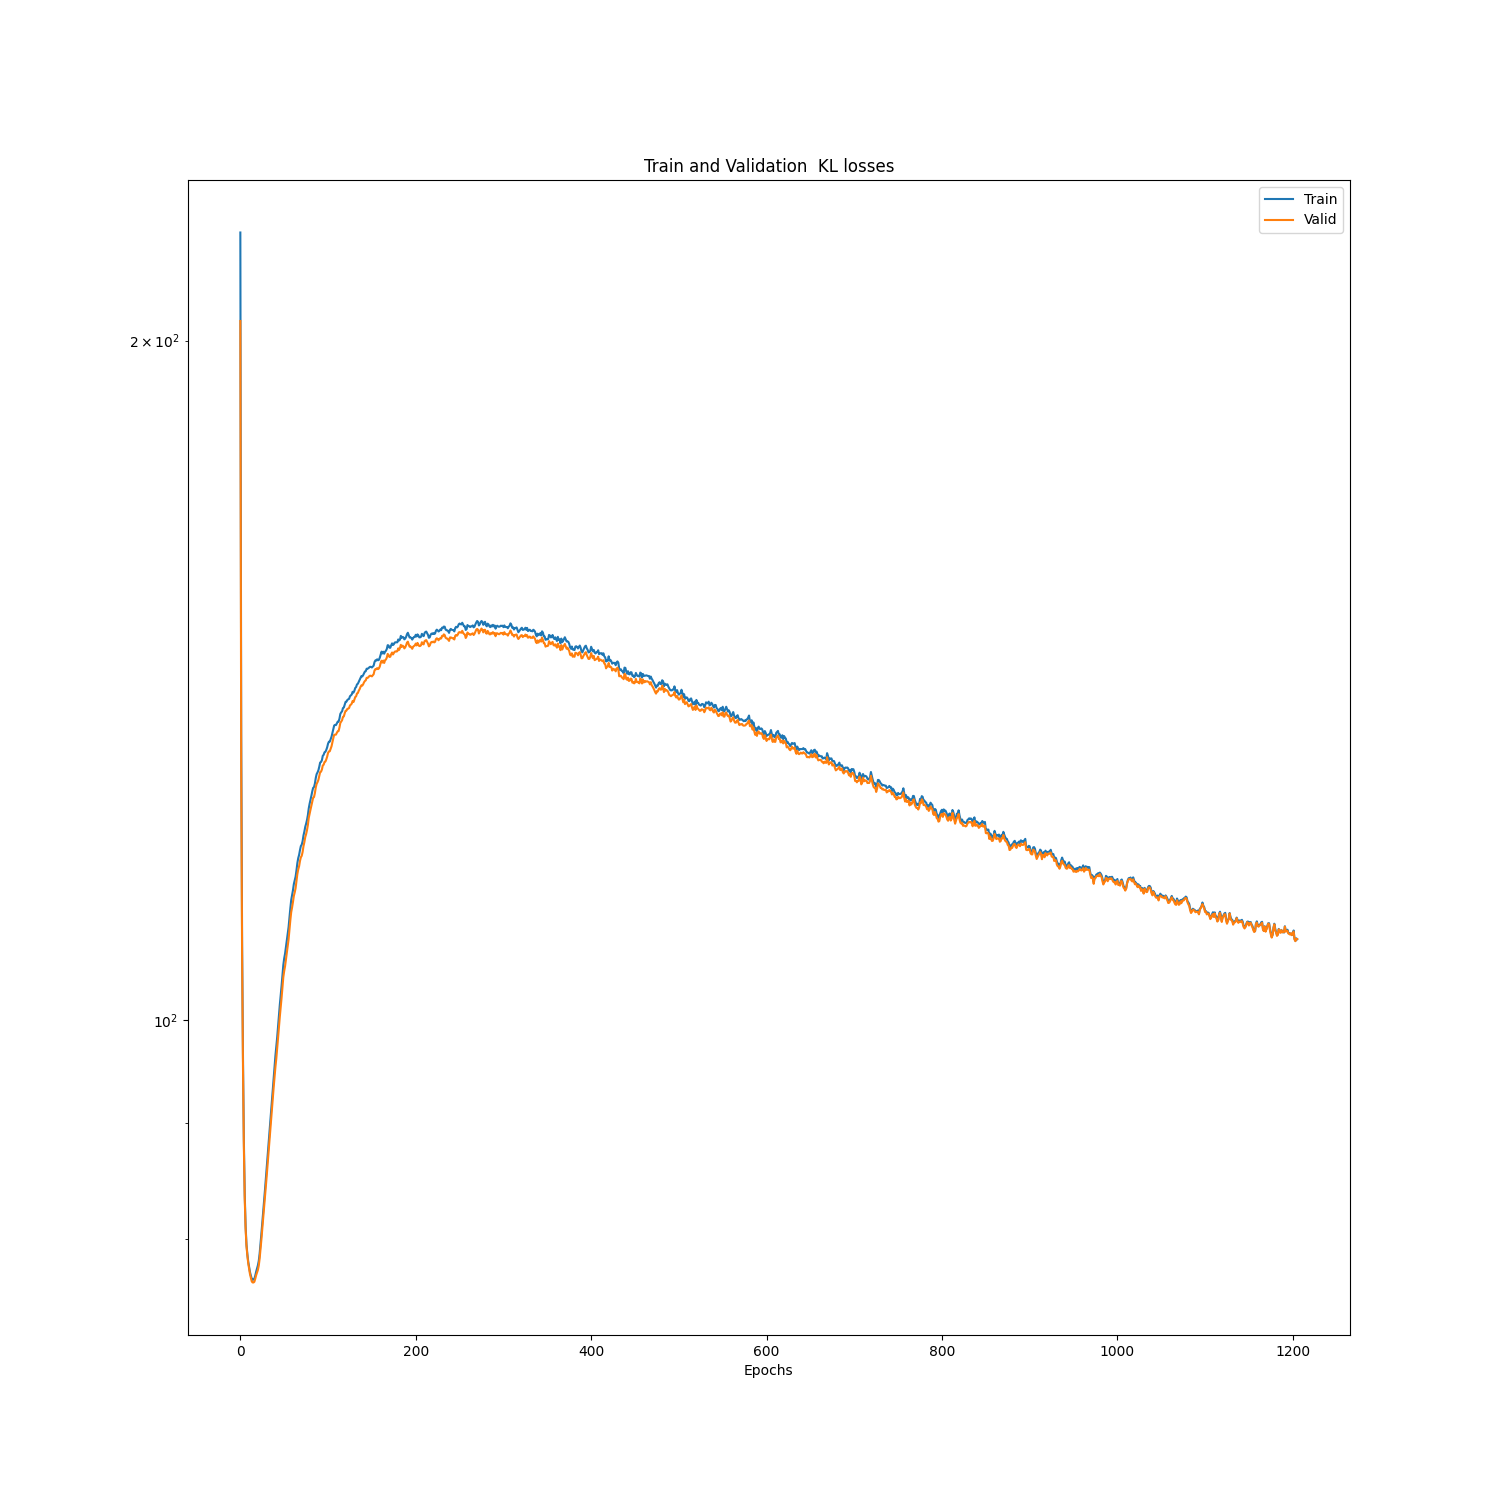 Train and Validation  KL losses
Train
Valid
2 × 10²
10²
0 200 400 600 800 1000 1200
Epochs